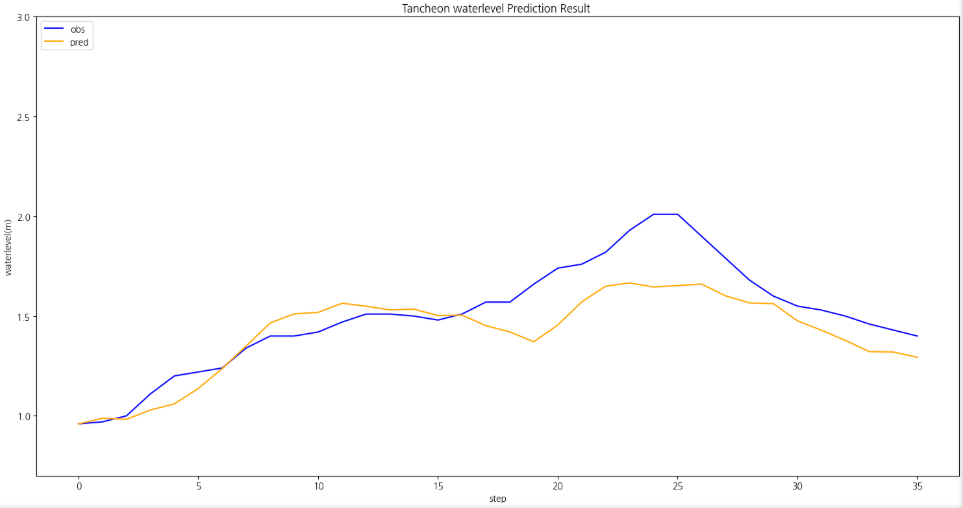 Tancheon waterlevel Prediction Result
obs
pred
3.0
2.5
2.0
1.5
1.0
waterlevel(m)
0 5 10 15 20 25 30 35
step